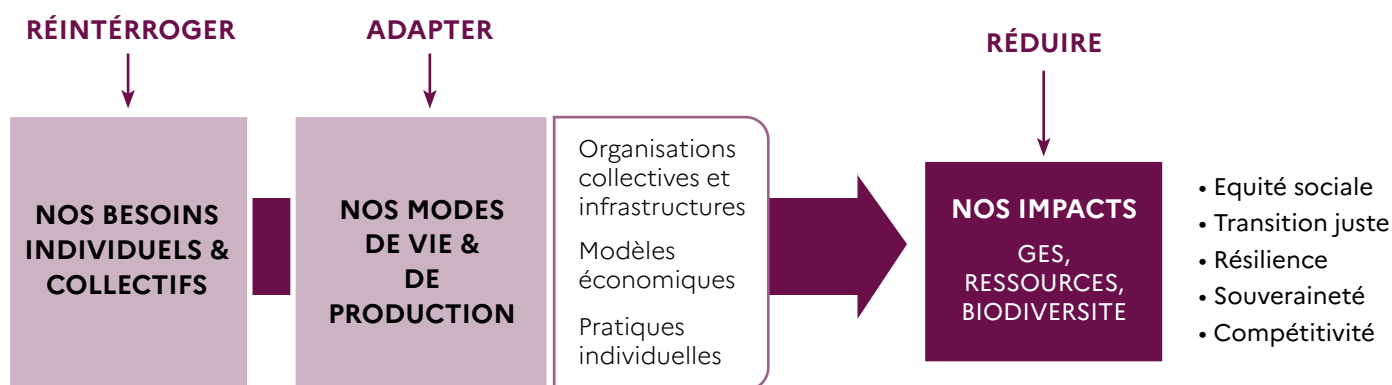 RÉINTÉRROGER
NOS BESOINS
INDIVIDUELS &
COLLECTIFS
ADAPTER
NOS MODES
DE VIE &
DE
PRODUCTION
Organisations
collectives et
infrastructures
Modèles
économiques
Pratiques
individuelles
RÉDUIRE
NOS IMPACTS
GES,
RESSOURCES,
BIODIVERSITE
• Equité sociale
• Transition juste
• Résilience
• Souveraineté
• Compétitivité